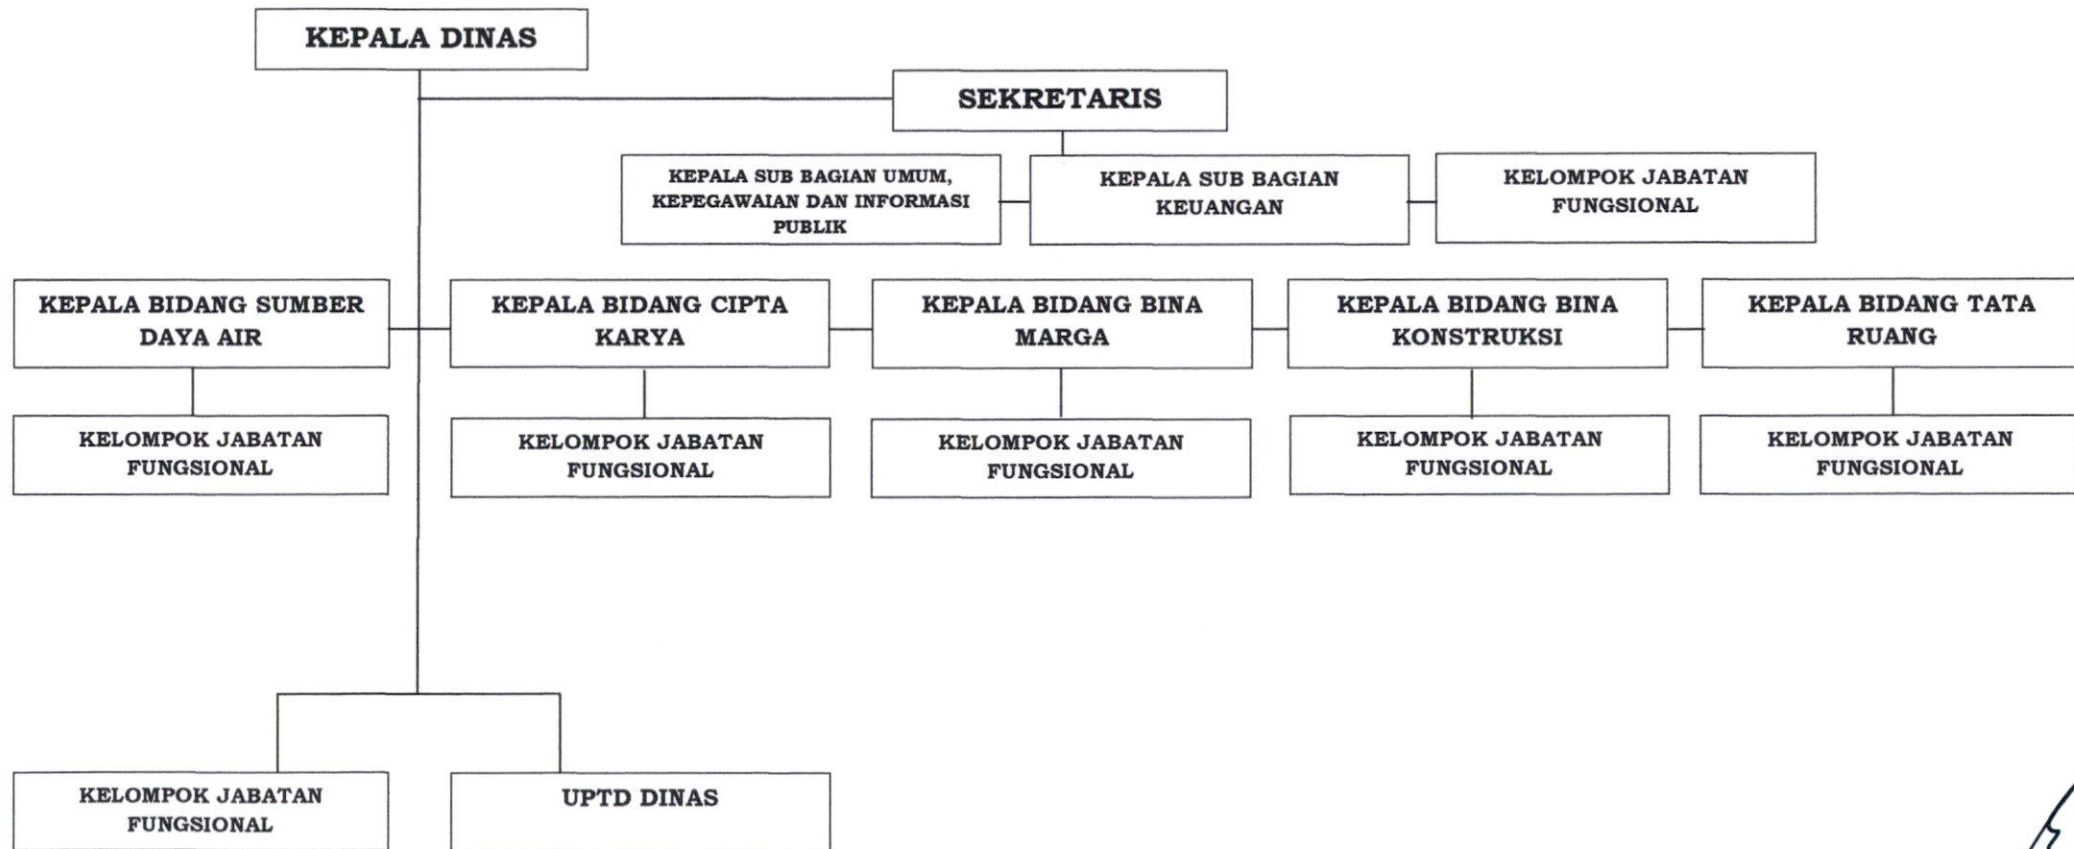 KEPALA DINAS
SEKRETARIS
KEPALA SUB BAGIAN UMUM,
KEPEGAWAIAN DAN INFORMASI
PUBLIK
KEPALA SUB BAGIAN
KEUANGAN
KELOMPOK JABATAN
FUNGSIONAL
KEPALA BIDANG SUMBER
DAYA AIR
KEPALA BIDANG CIPTA
KARYA
KEPALA BIDANG BINA
MARGA
KEPALA BIDANG BINA
KONSTRUKSI
KEPALA BIDANG TATA
RUANG
KELOMPOK JABATAN
FUNGSIONAL
KELOMPOK JABATAN
FUNGSIONAL
KELOMPOK JABATAN
FUNGSIONAL
KELOMPOK JABATAN
FUNGSIONAL
KELOMPOK JABATAN
FUNGSIONAL
KELOMPOK JABATAN
FUNGSIONAL
UPTD DINAS